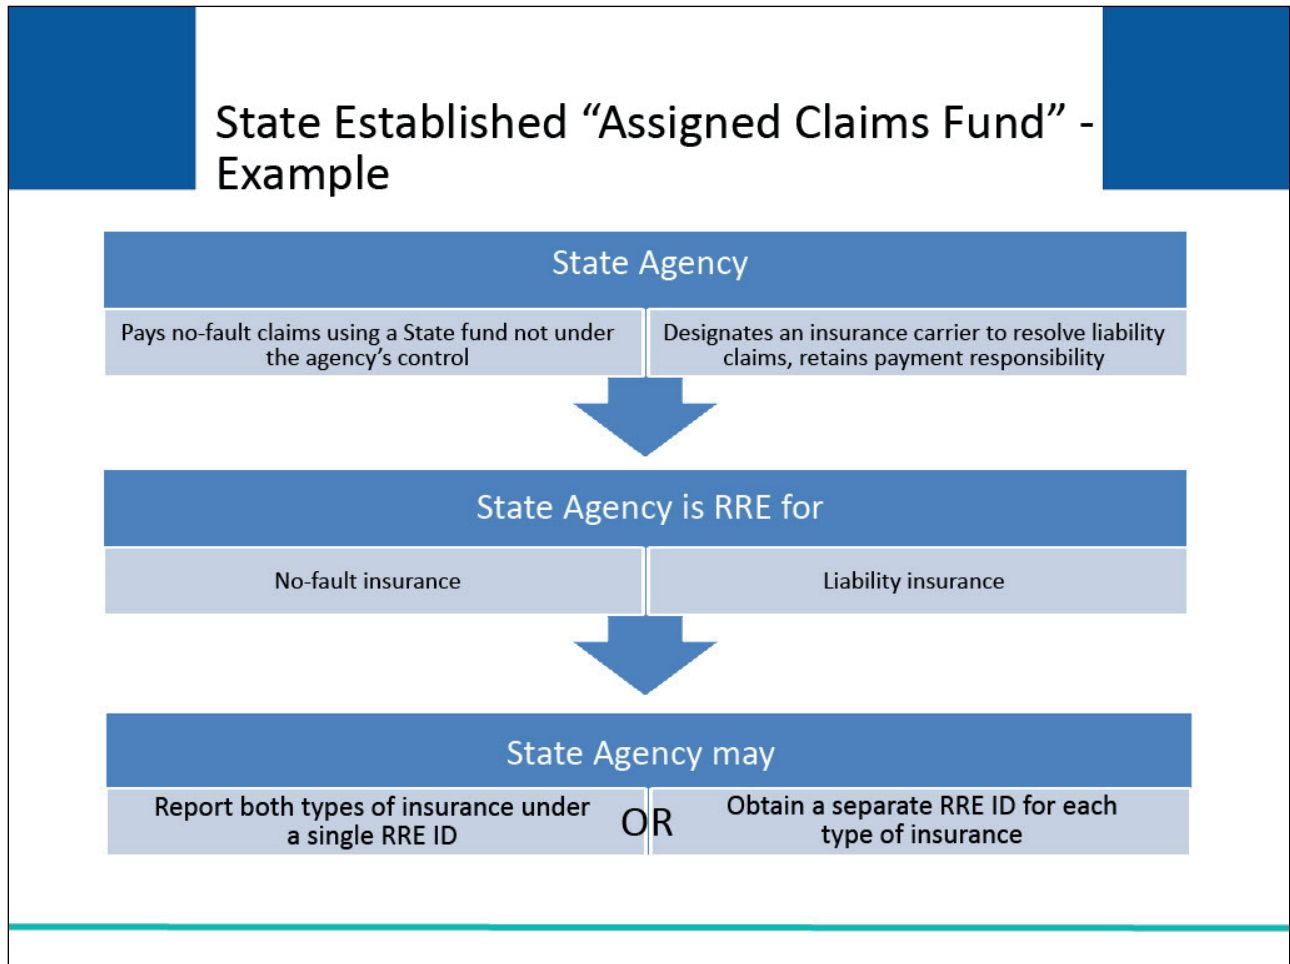 State Established “Assigned Claims Fund” -
Example
State Agency
Pays no-fault claims using a State fund not under
the agency’s control
Designates an insurance carrier to resolve liability
claims, retains payment responsibility
State Agency is RRE for
No-fault insurance
Liability insurance
State Agency may
Report both types of insurance under
a single RRE ID
OR
Obtain a separate RRE ID for each
type of insurance